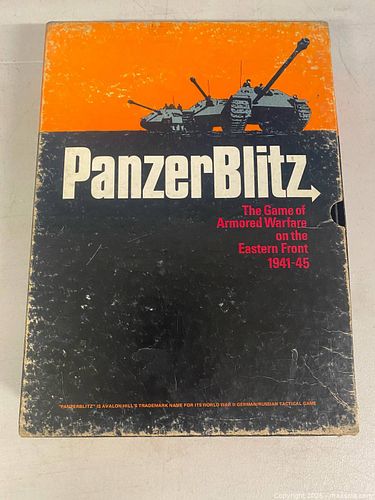 PanzerBlitz
The Game of
Armored Warfare
on the
Eastern Front
1941-45
"PANZERBLITZ" IS AVALON HILL'S TRADEMARK NAME FOR ITS WORLD WAR II GERMAN/RUSSIAN TACTICAL GAME